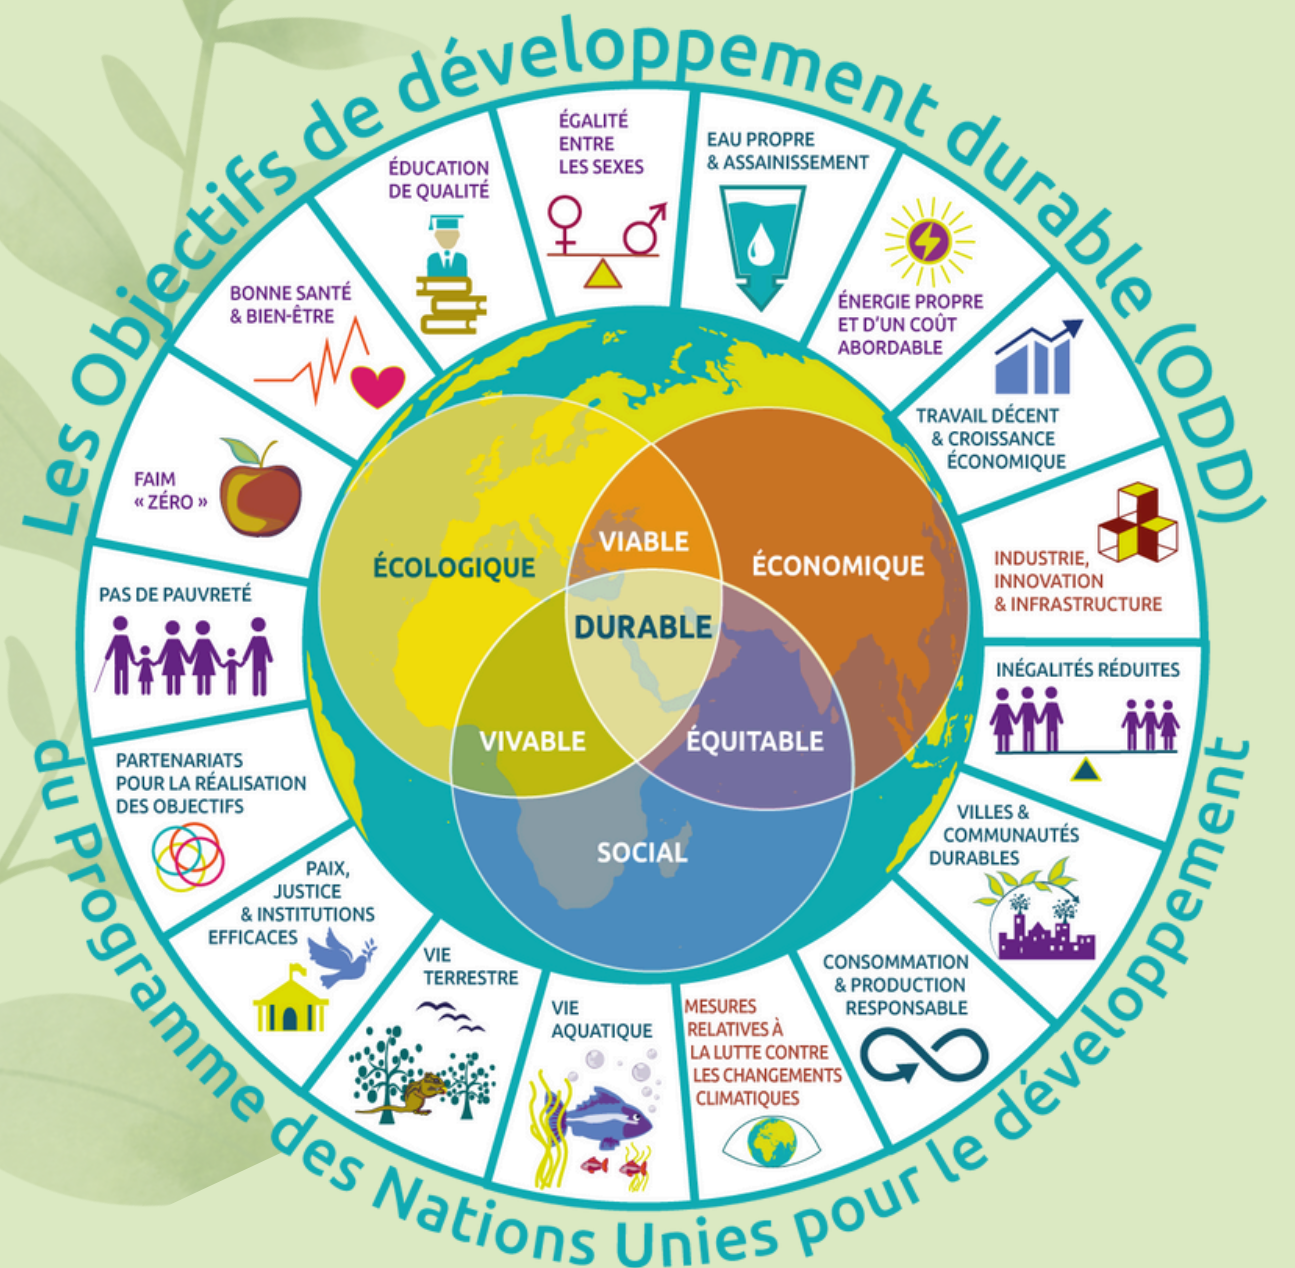 Les Objectifs de développement durable (ODD)
du Programme des Nations Unies pour le développement
PAS DE PAUVRETÉ
FAIM
« ZÉRO »
BONNE SANTÉ
& BIEN-ÊTRE
ÉDUCATION
DE QUALITÉ
ÉGALITÉ
ENTRE
LES SEXES
EAU PROPRE
& ASSAINISSEMENT
ÉNERGIE PROPRE
ET D'UN COÛT
ABORDABLE
TRAVAIL DÉCENT
& CROISSANCE
ÉCONOMIQUE
INDUSTRIE,
INNOVATION
& INFRASTRUCTURE
INÉGALITÉS RÉDUITES
VILLES &
COMMUNAUTÉS
DURABLES
CONSOMMATION
& PRODUCTION
RESPONSABLE
MESURES
RELATIVES À
LA LUTTE CONTRE
LES CHANGEMENTS
CLIMATIQUES
VIE
AQUATIQUE
VIE
TERRESTRE
PAIX,
JUSTICE
& INSTITUTIONS
EFFICACES
PARTENARIATS
POUR LA RÉALISATION
DES OBJECTIFS
ÉCOLOGIQUE
VIABLE
ÉCONOMIQUE
DURABLE
VIVABLE
ÉQUITABLE
SOCIAL